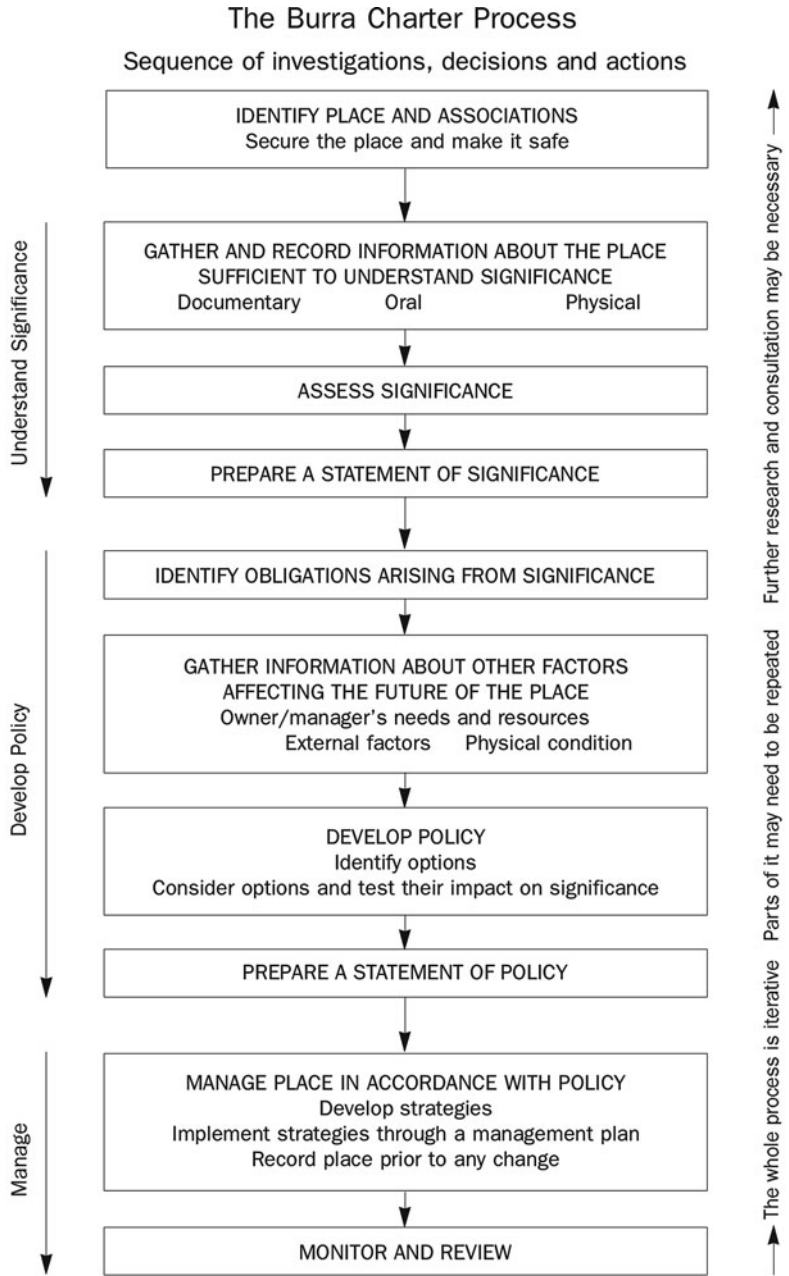 The Burra Charter Process
Sequence of investigations, decisions and actions
IDENTIFY PLACE AND ASSOCIATIONS
Secure the place and make it safe
Understand Significance
GATHER AND RECORD INFORMATION ABOUT THE PLACE
SUFFICIENT TO UNDERSTAND SIGNIFICANCE
Documentary Oral Physical
ASSESS SIGNIFICANCE
PREPARE A STATEMENT OF SIGNIFICANCE
Develop Policy
IDENTIFY OBLIGATIONS ARISING FROM SIGNIFICANCE
GATHER INFORMATION ABOUT OTHER FACTORS
AFFECTING THE FUTURE OF THE PLACE
Owner/manager's needs and resources
External factors Physical condition
DEVELOP POLICY
Identify options
Consider options and test their impact on significance
PREPARE A STATEMENT OF POLICY
Manage
MANAGE PLACE IN ACCORDANCE WITH POLICY
Develop strategies
Implement strategies through a management plan
Record place prior to any change
MONITOR AND REVIEW
The whole process is iterative Parts of it may need to be repeated Further research and consultation may be necessary